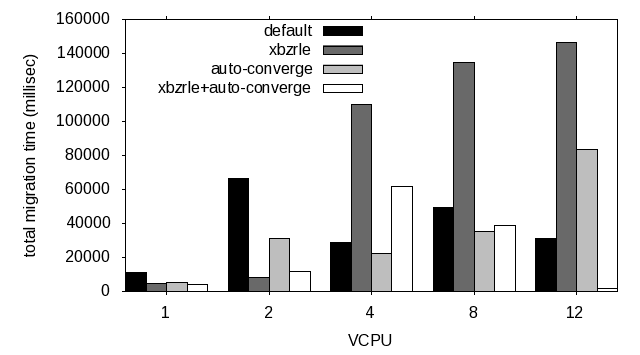 160000
140000
120000
100000
80000
60000
40000
20000
0
total migration time (millisec)
default
xbzrle
auto-converge
xbzrle+auto-converge
1 2 4 8 12
VCPU